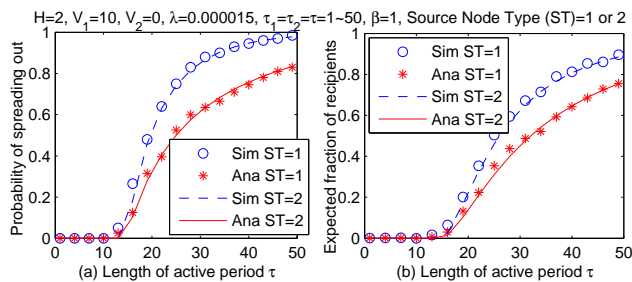 H=2, V_1=10, V_2=0, λ=0.000015, τ_1=τ_2=τ=1~50, β=1, Source Node Type (ST)=1 or 2
Probability of spreading out
1
0.8
0.6
0.4
0.2
0
0 10 20 30 40 50
Sim ST=1
Ana ST=1
Sim ST=2
Ana ST=2
(a) Length of active period τ
Expected fraction of recipients
1
0.8
0.6
0.4
0.2
0
0 10 20 30 40 50
Sim ST=1
Ana ST=1
Sim ST=2
Ana ST=2
(b) Length of active period τ